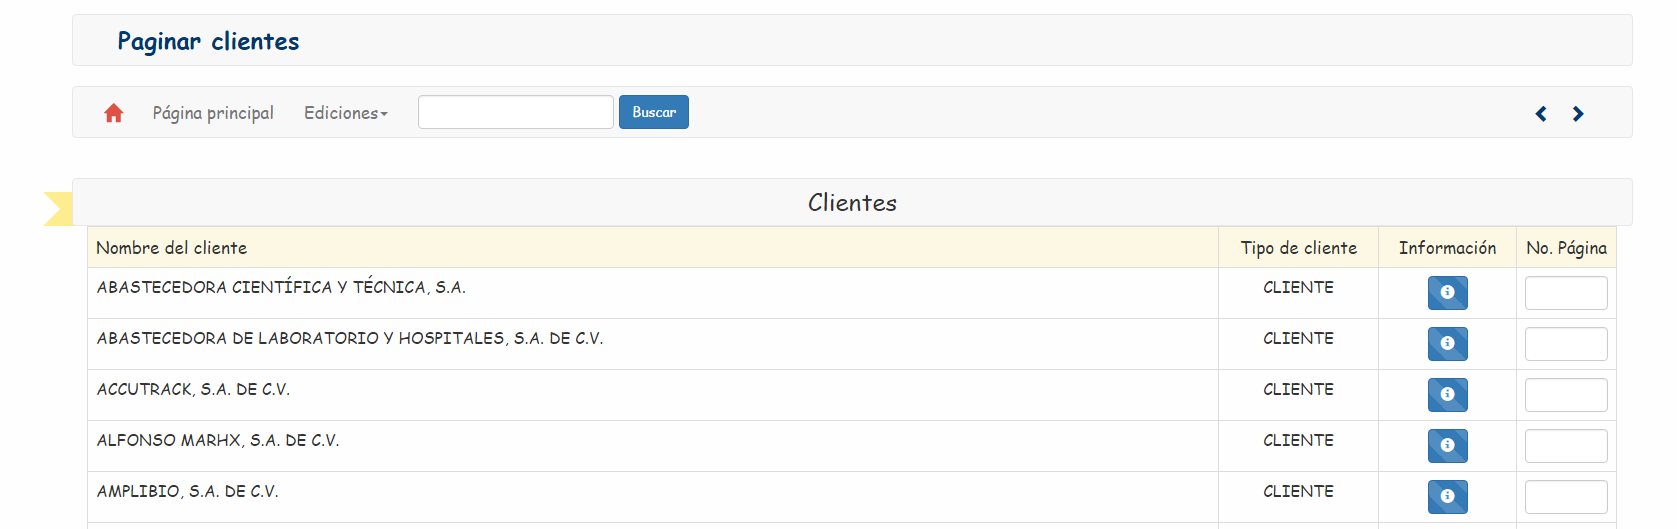 Paginar clientes
Página principal Ediciones Buscar
Clientes
Nombre del cliente Tipo de cliente Información No. Página
ABASTECEDORA CIENTÍFICA Y TÉCNICA, S.A. CLIENTE
ABASTECEDORA DE LABORATORIO Y HOSPITALES, S.A. DE C.V. CLIENTE
ACCUTRACK, S.A. DE C.V. CLIENTE
ALFONSO MARHX, S.A. DE C.V. CLIENTE
AMPLIBIO, S.A. DE C.V. CLIENTE